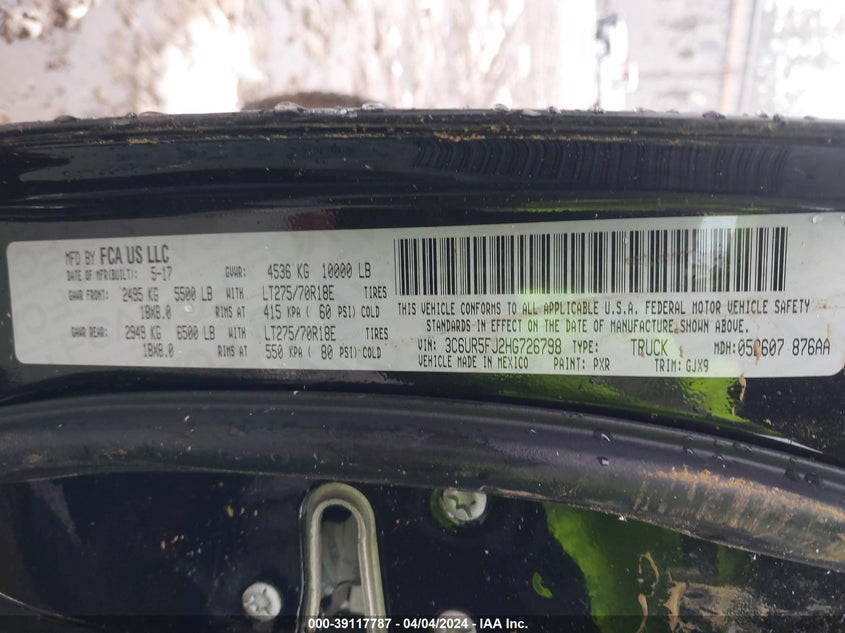 MFD BY FCA US LLC
DATE OF MFR(BUILT): 5-17 GVWR: 4536 KG 10000 LB
GAWR FRONT: 2495 KG 5500 LB WITH LT275/70R18E TIRES
18X8.0 RIMS AT 415 KPA ( 60 PSI) COLD
GAWR REAR: 2949 KG 6500 LB WITH LT275/70R18E TIRES
18X8.0 RIMS AT 550 KPA ( 80 PSI) COLD
THIS VEHICLE CONFORMS TO ALL APPLICABLE U.S.A. FEDERAL MOTOR VEHICLE SAFETY
STANDARDS IN EFFECT ON THE DATE OF MANUFACTURE SHOWN ABOVE.
VIN: 3C6UR5FJ2HG726798 TYPE: TRUCK MDH: 876AA
VEHICLE MADE IN MEXICO PAINT: PXR TRIM: GJX9
000-39117787 - 04/04/2024 - IAA Inc.